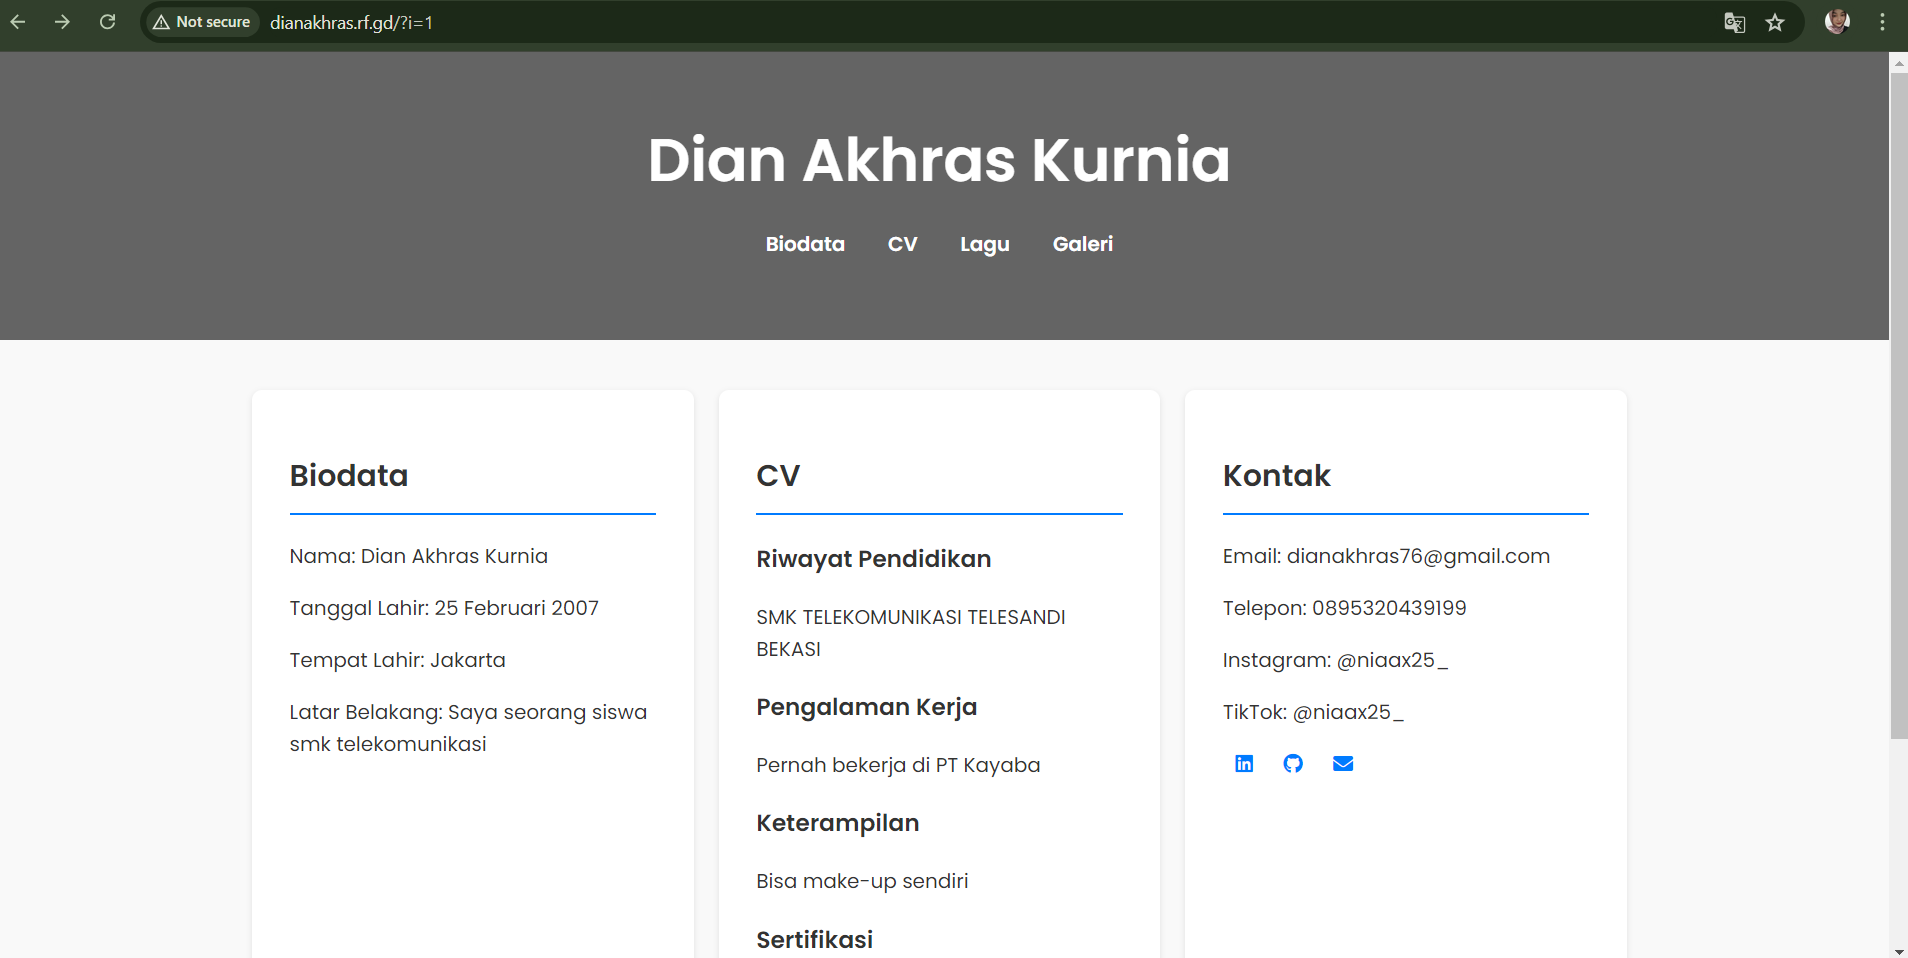 Not secure
dianakhras.rf.gd/?i=1
Dian Akhras Kurnia
Biodata CV Lagu Galeri
Biodata
Nama: Dian Akhras Kurnia
Tanggal Lahir: 25 Februari 2007
Tempat Lahir: Jakarta
Latar Belakang: Saya seorang siswa
smk telekomunikasi
CV
Riwayat Pendidikan
SMK TELEKOMUNIKASI TELESANDI
BEKASI
Pengalaman Kerja
Pernah bekerja di PT Kayaba
Keterampilan
Bisa make-up sendiri
Sertifikasi
Kontak
Email: dianakhras76@gmail.com
Telepon: 0895320439199
Instagram: @niaax25_
TikTok: @niaax25_